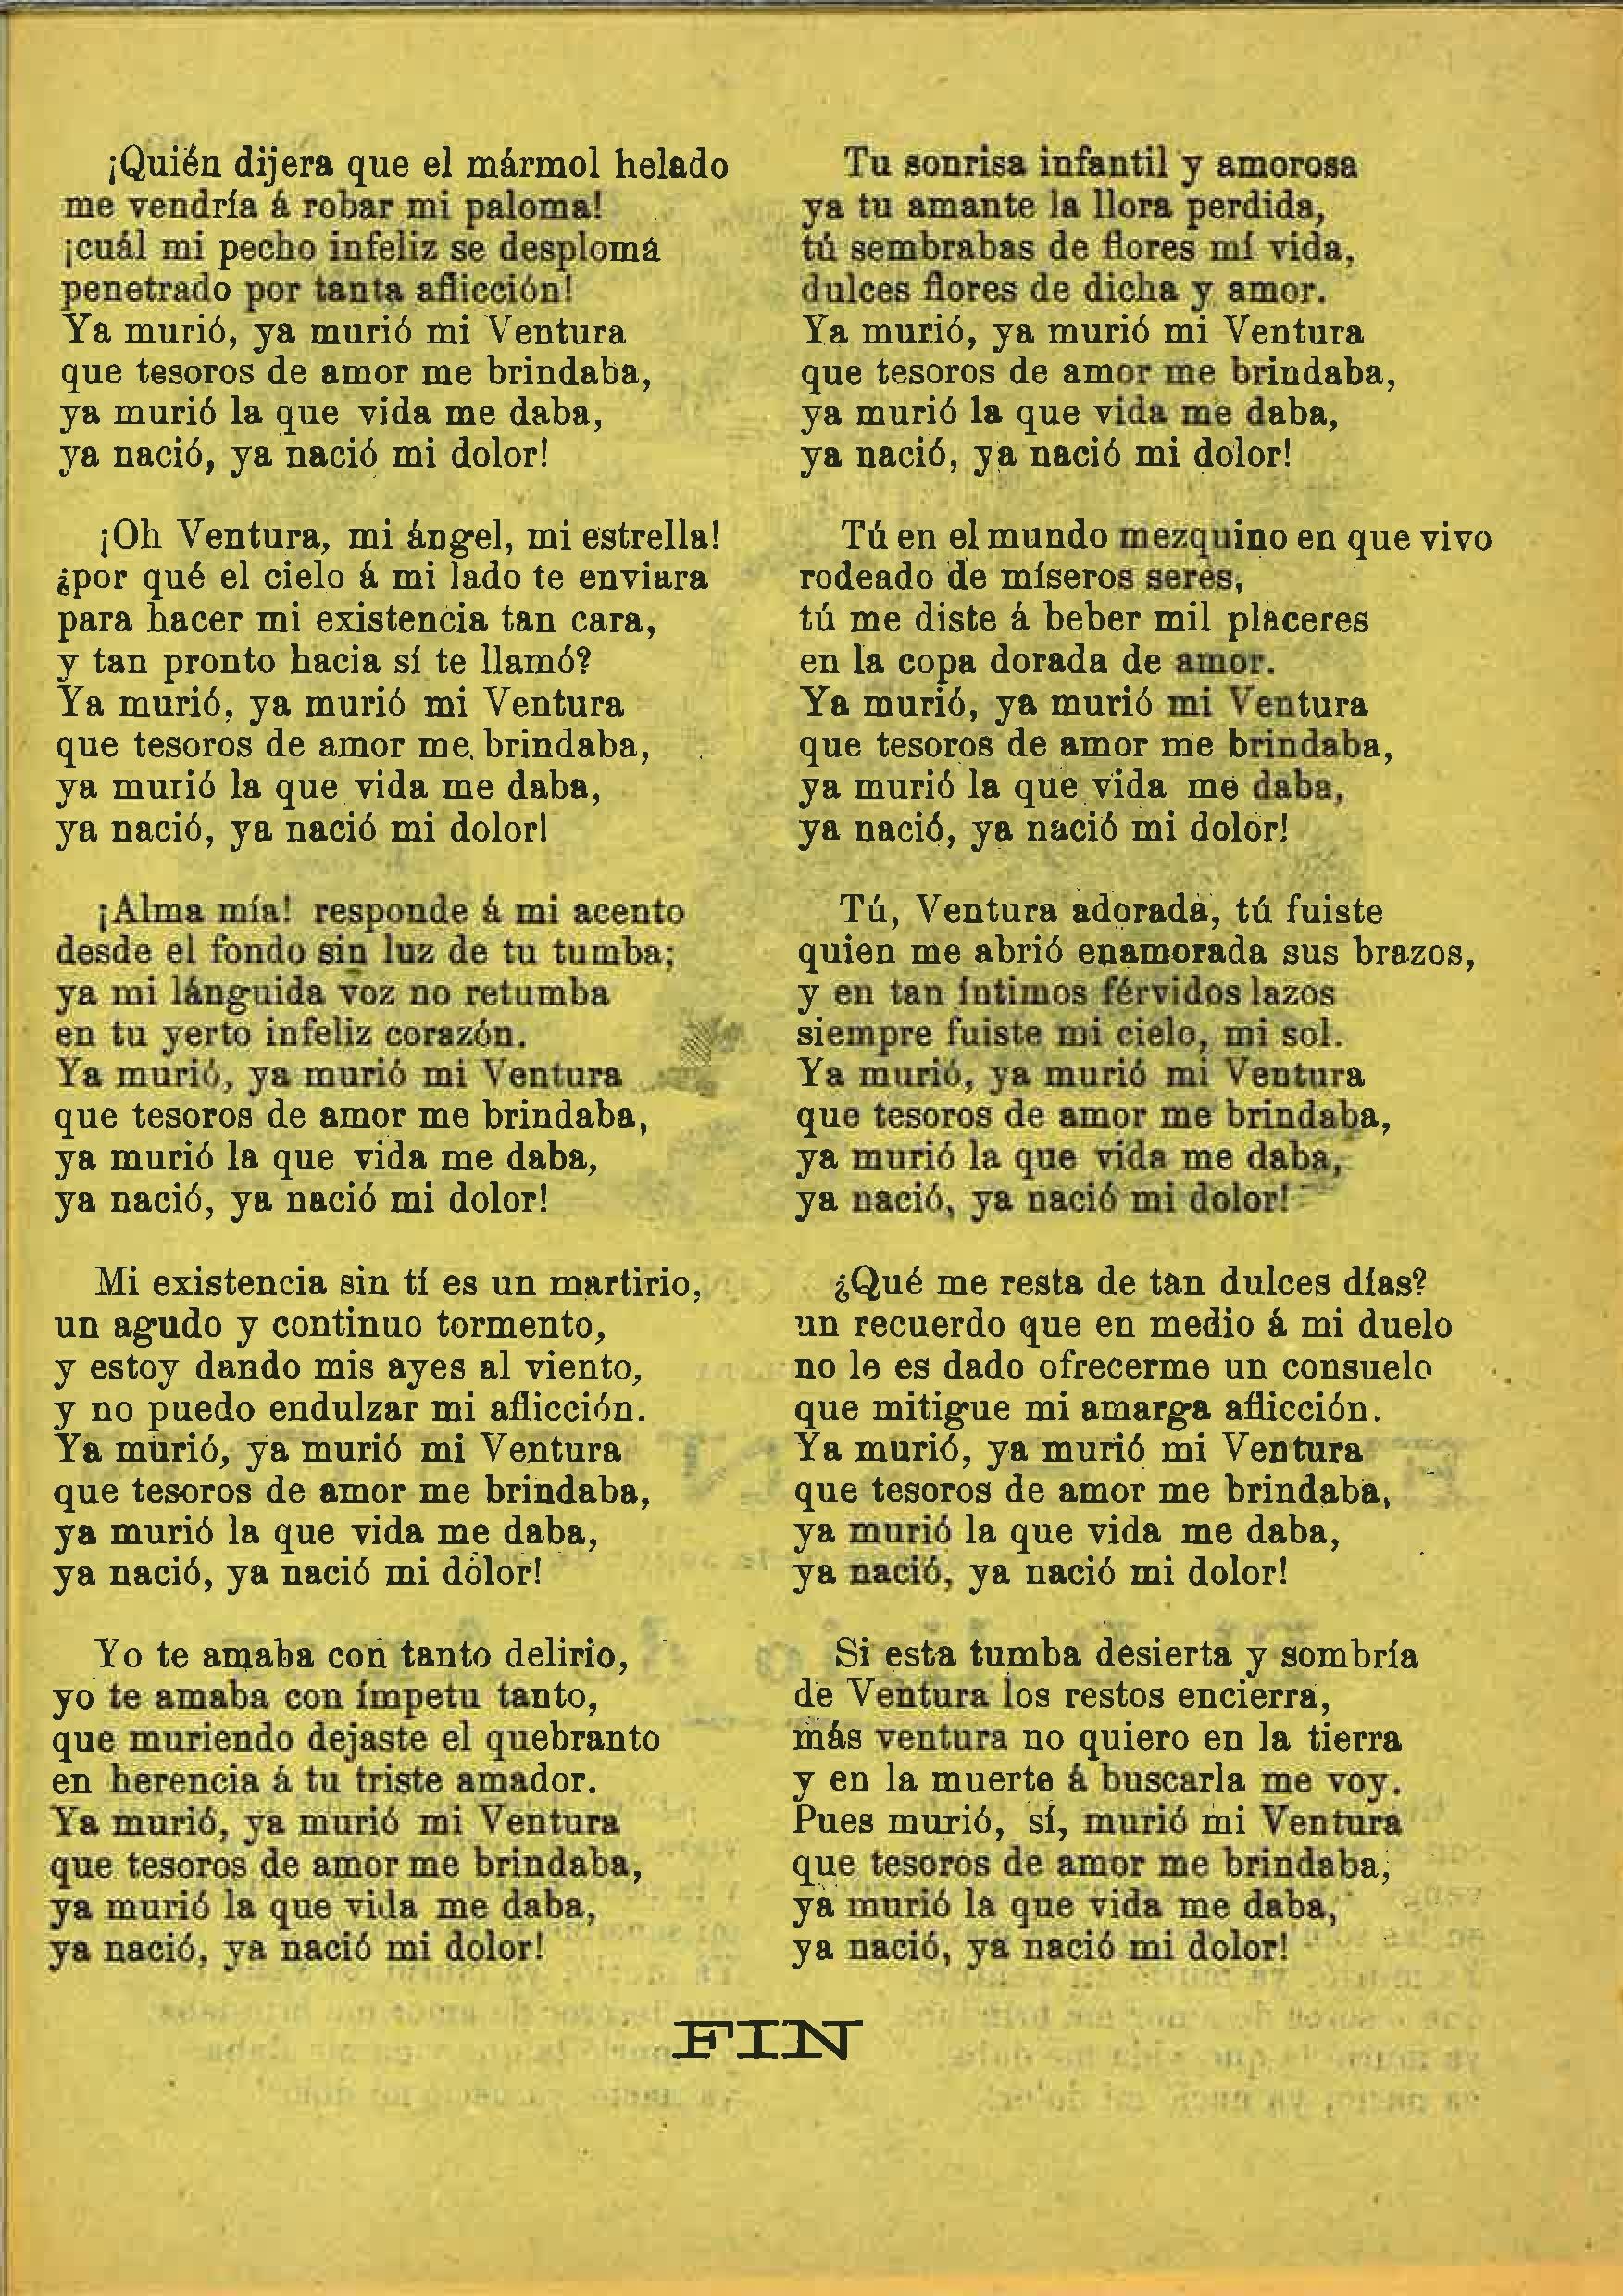 ¡Quién dijera que el mármol helado
me vendría á robar mi paloma!
¡cuál mi pecho infeliz se desploma
penetrado por tanta aflicción!
Ya murió, ya murió mi Ventura
que tesoros de amor me brindaba,
ya murió la que vida me daba,
ya nació, ya nació mi dolor!
¡Oh Ventura, mi ángel, mi estrella!
¿por qué el cielo á mi lado te enviara
para hacer mi existencia tan cara,
y tan pronto hacia sí te llamó?
Ya murió, ya murió mi Ventura
que tesoros de amor me brindaba,
ya murió la que vida me daba,
ya nació, ya nació mi dolor!
¡Alma mía! responde á mi acento
desde el fondo sin luz de tu tumba;
ya mi lánguida voz no retumba
en tu yerto infeliz corazón.
Ya murió, ya murió mi Ventura
que tesoros de amor me brindaba,
ya murió la que vida me daba,
ya nació, ya nació mi dolor!
Mi existencia sin tí es un martirio,
un agudo y continuo tormento,
y estoy dando mis ayes al viento,
y no puedo endulzar mi aflicción.
Ya murió, ya murió mi Ventura
que tesoros de amor me brindaba,
ya murió la que vida me daba,
ya nació, ya nació mi dolor!
Yo te amaba con tanto delirio,
yo te amaba con ímpetu tanto,
que muriendo dejaste el quebranto
en herencia á tu triste amador.
Ya murió, ya murió mi Ventura
que tesoros de amor me brindaba,
ya murió la que vida me daba,
ya nació, ya nació mi dolor!
Tu sonrisa infantil y amorosa
ya tu amante la llora perdida,
tú sembrabas de flores mi vida,
dulces flores de dicha y amor.
Ya murió, ya murió mi Ventura
que tesoros de amor me brindaba,
ya murió la que vida me daba,
ya nació, ya nació mi dolor!
Tú en el mundo mezquino en que vivo
rodeado de míseros seres,
tú me diste á beber mil placeres
en la copa dorada de amor.
Ya murió, ya murió mi Ventura
que tesoros de amor me brindaba,
ya murió la que vida me daba,
ya nació, ya nació mi dolor!
Tú, Ventura adorada, tú fuiste
quien me abrió enamorada sus brazos,
y en tan íntimos férvidos lazos
siempre fuiste mi cielo, mi sol.
Ya murió, ya murió mi Ventura
que tesoros de amor me brindaba,
ya murió la que vida me daba,
ya nació, ya nació mi dolor!
¿Qué me resta de tan dulces días?
un recuerdo que en medio á mi duelo
no le es dado ofrecerme un consuelo
que mitigue mi amarga aflicción.
Ya murió, ya murió mi Ventura
que tesoros de amor me brindaba,
ya murió la que vida me daba,
ya nació, ya nació mi dolor!
Si esta tumba desierta y sombría
de Ventura los restos encierra,
más ventura no quiero en la tierra
y en la muerte á buscarla me voy.
Pues murió, sí, murió mi Ventura
que tesoros de amor me brindaba,
ya murió la que vida me daba,
ya nació, ya nació mi dolor!
FIN